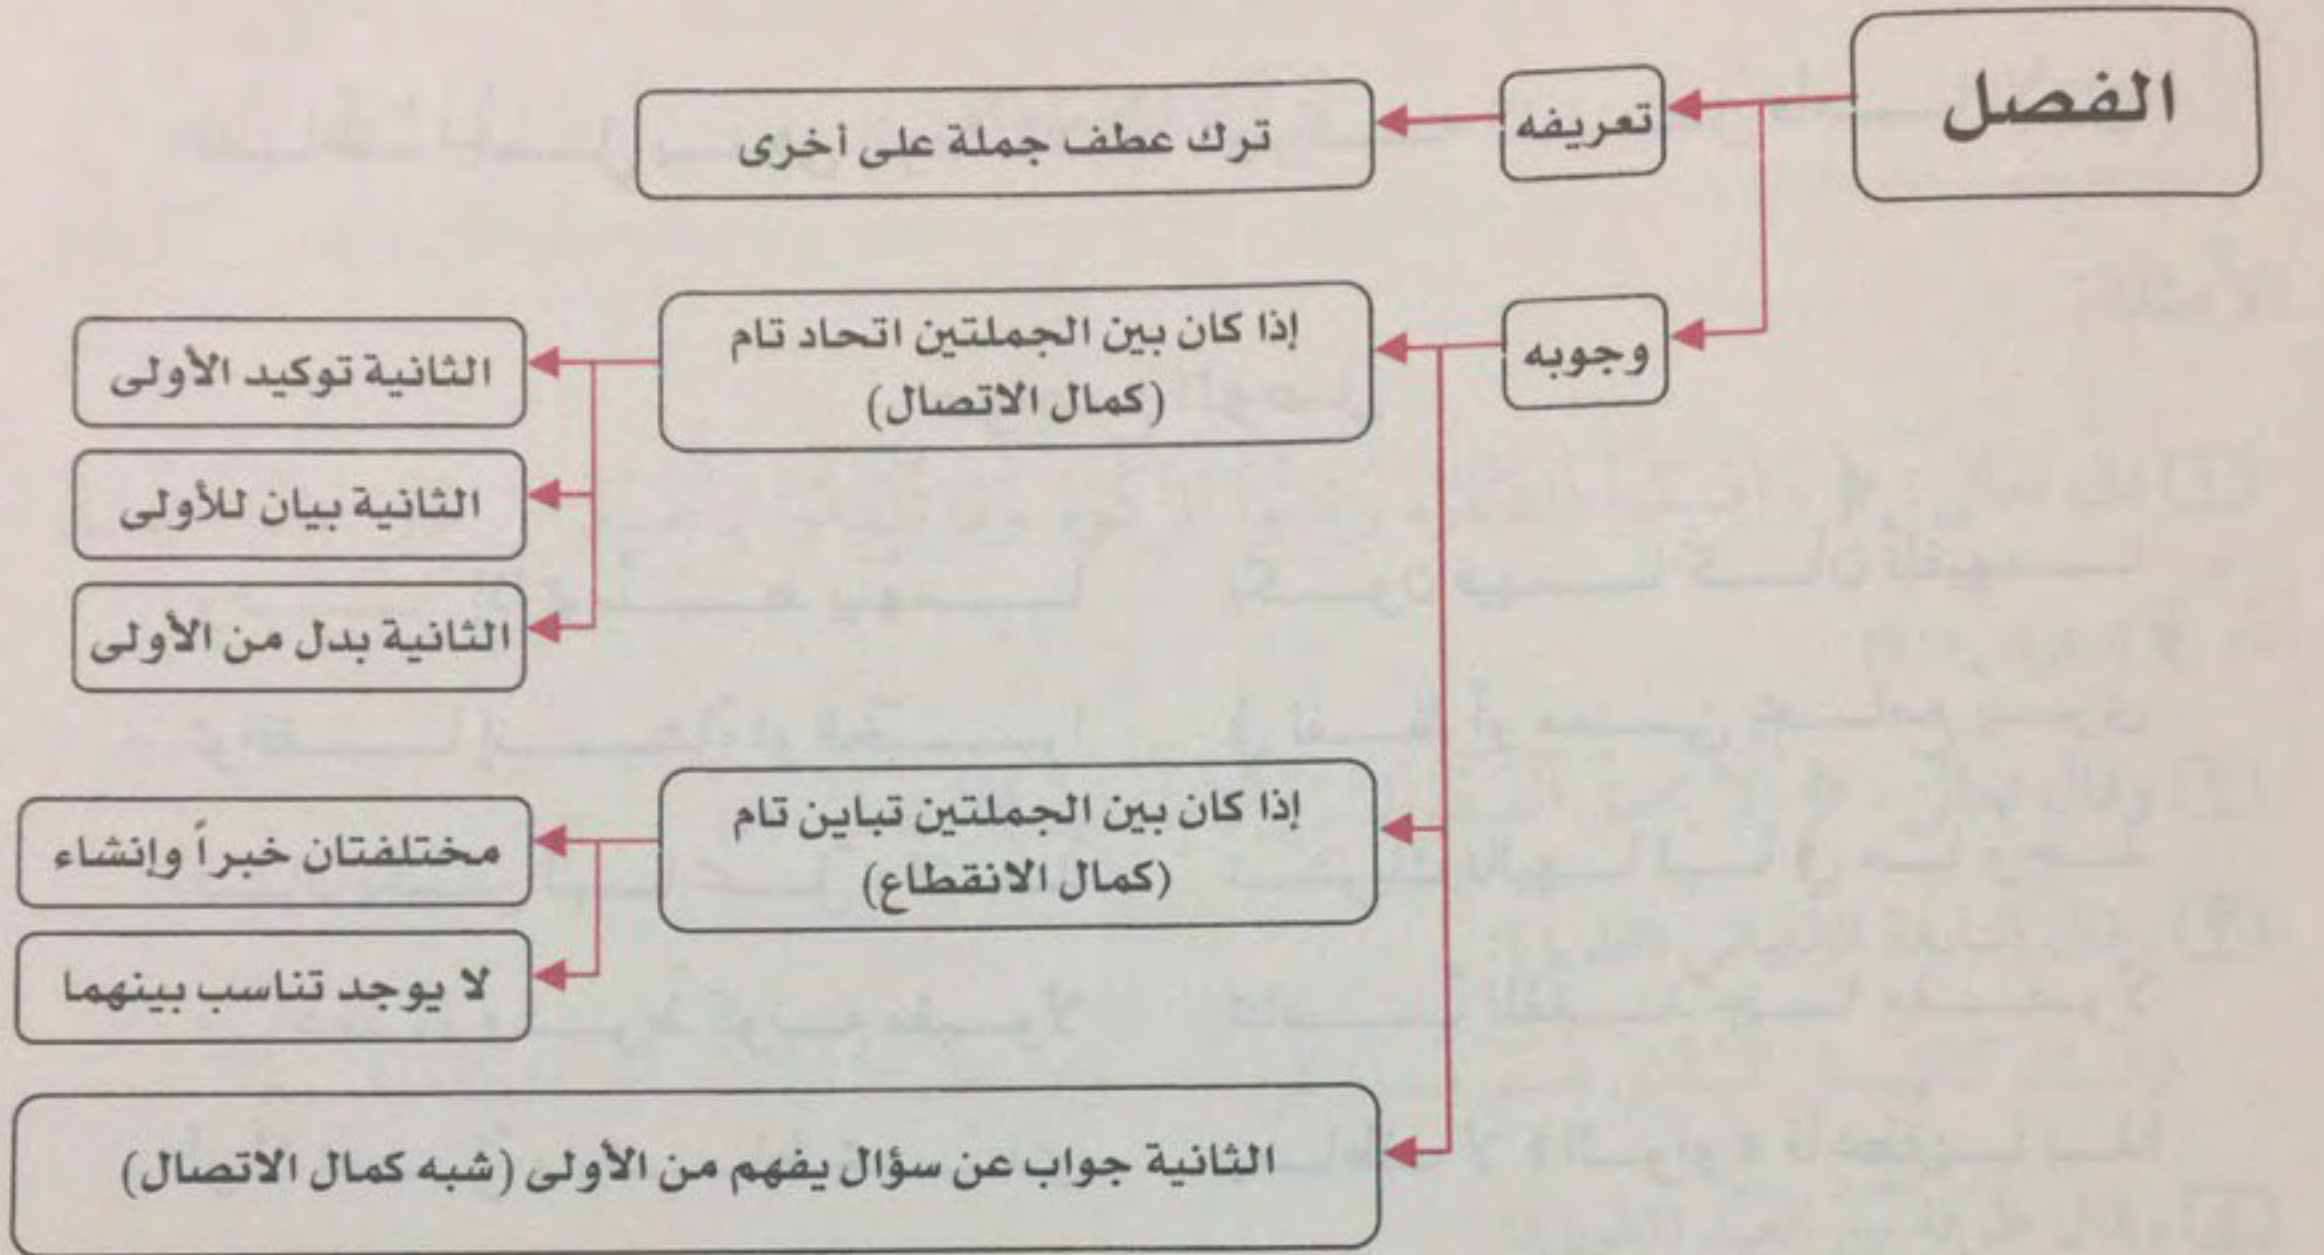 الفصل
تعريفه
ترك عطف جملة على أخرى
وجوبه
إذا كان بين الجملتين اتحاد تام
(كمال الاتصال)
الثانية توكيد الأولى
الثانية بيان للأولى
الثانية بدل من الأولى
إذا كان بين الجملتين تباين تام
(كمال الانقطاع)
مختلفتان خبراً وإنشاء
لا يوجد تناسب بينهما
الثانية جواب عن سؤال يفهم من الأولى (شبه كمال الاتصال)